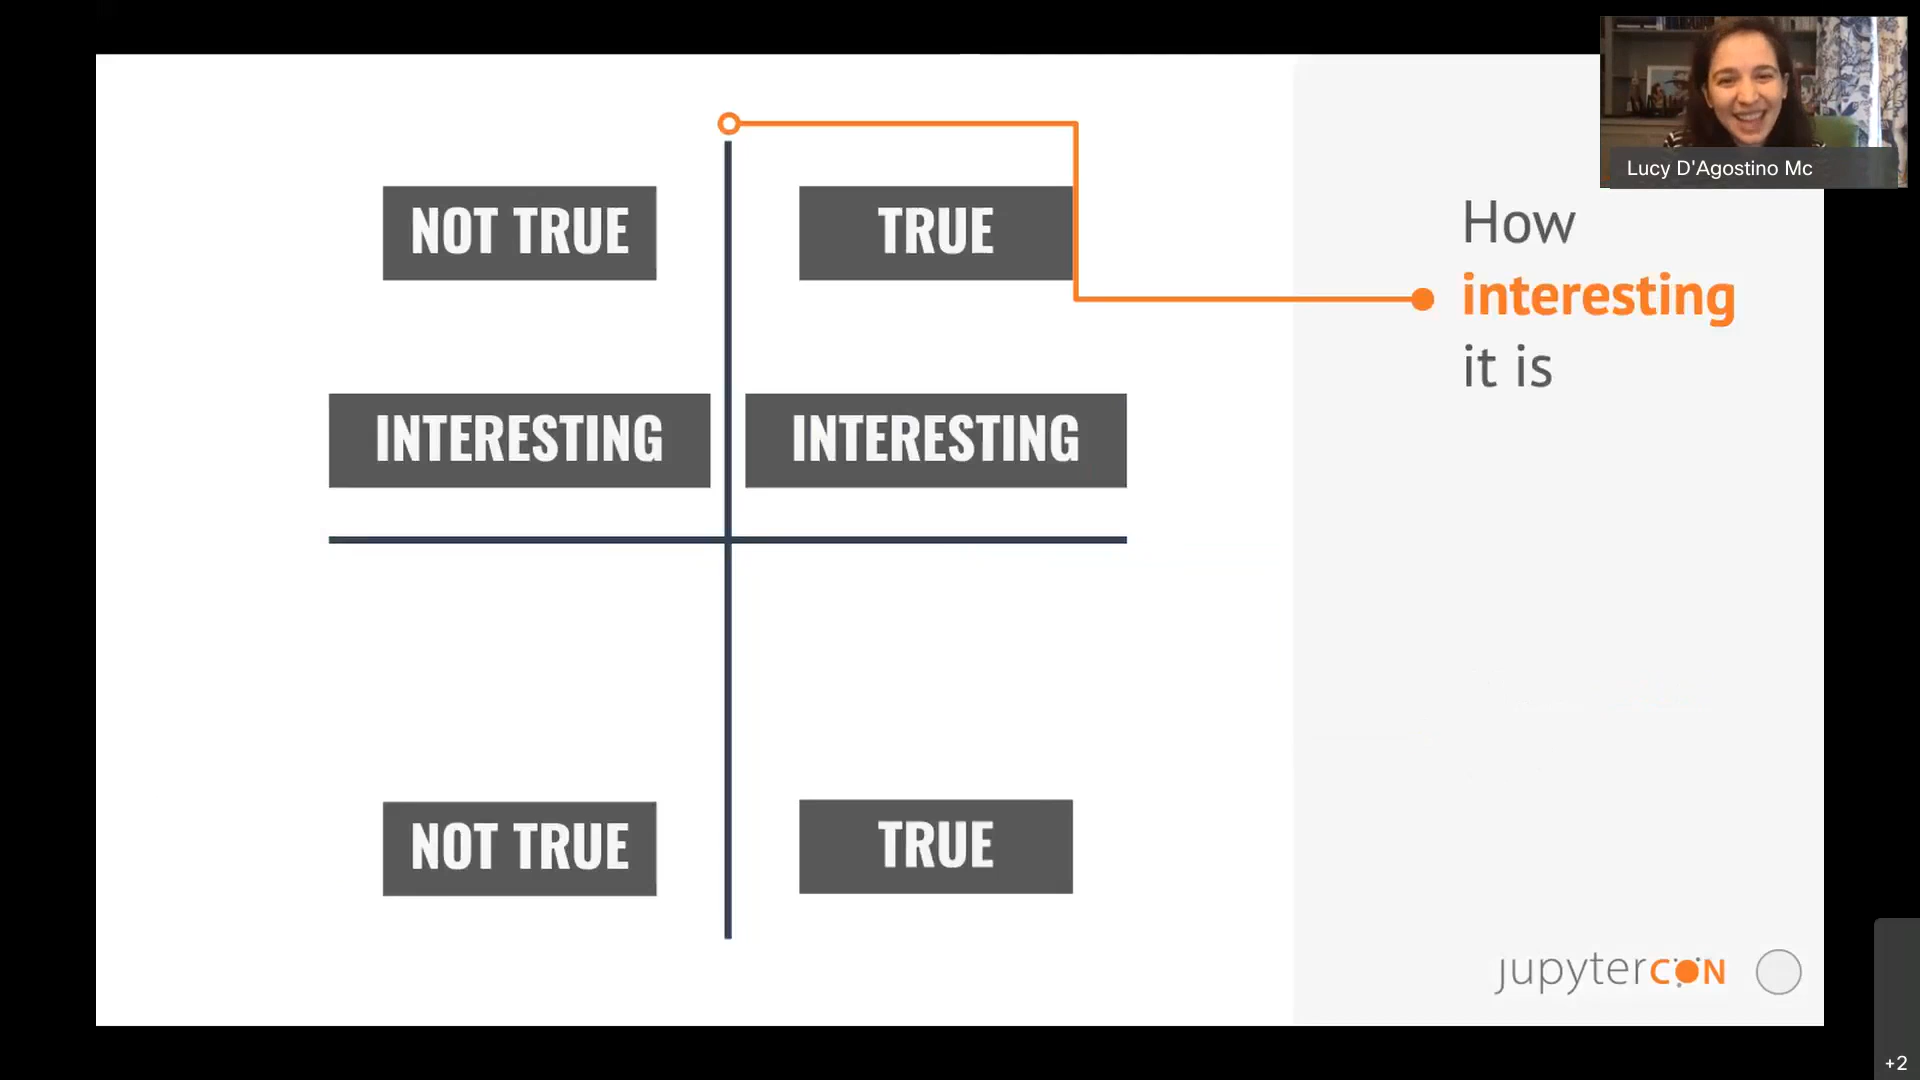 Lucy D'Agostino Mc
NOT TRUE
TRUE
How
interesting
it is
INTERESTING
INTERESTING
NOT TRUE
TRUE
jupyterCON
+2